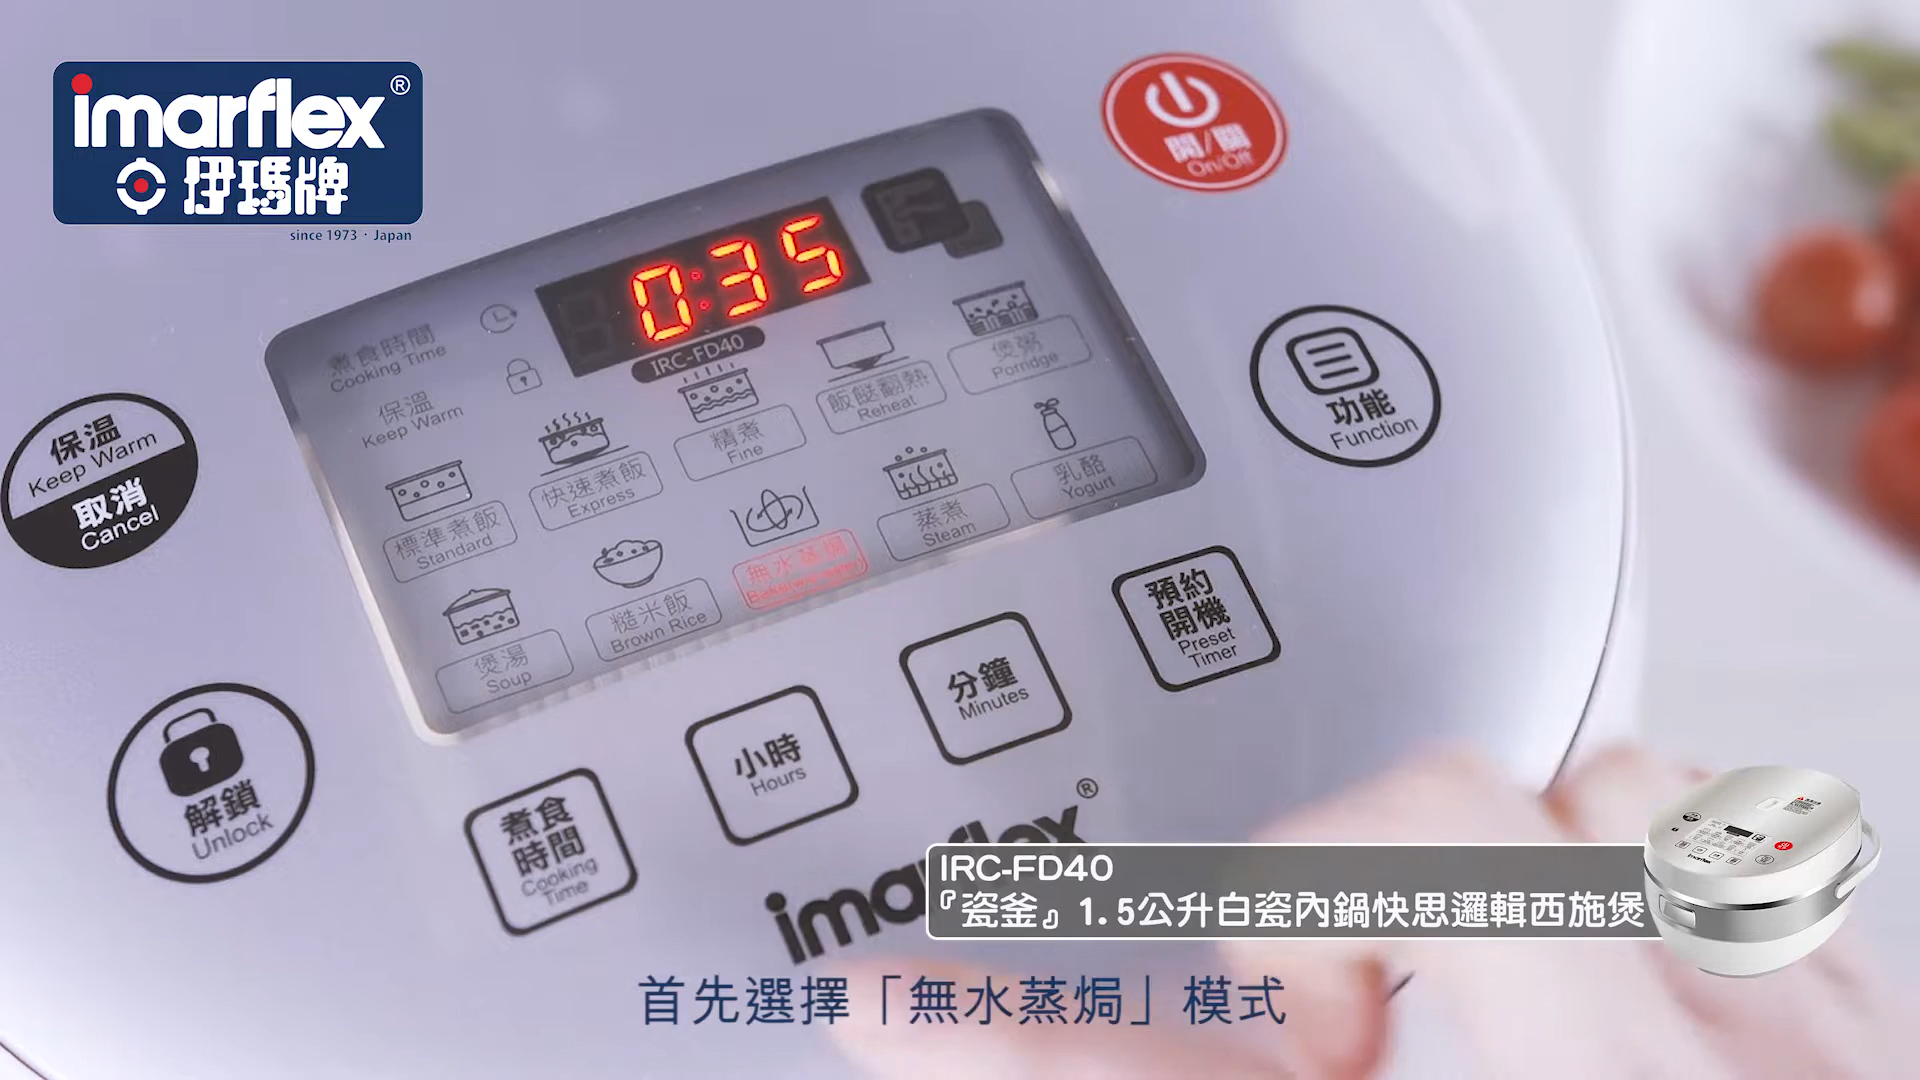 imarflex®
伊瑪牌
since 1973 · Japan
開/關
On/Off
0:35
IRC-FD40
煮食時間
Cooking Time
保溫
Keep Warm
標準煮飯
Standard
快速煮飯
Express
精煮
Fine
飯餸翻熱
Reheat
煲粥
Porridge
煲湯
Soup
糙米飯
Brown Rice
無水蒸焗
蒸煮
Steam
乳酪
Yogurt
功能
Function
保溫
Keep Warm
取消
Cancel
解鎖
Unlock
煮食
時間
Cooking
Time
小時
Hours
分鐘
Minutes
預約
開機
Preset
Timer
imarflex®
IRC-FD40
『瓷釜』1.5公升白瓷內鍋快思邏輯西施煲
首先選擇「無水蒸焗」模式